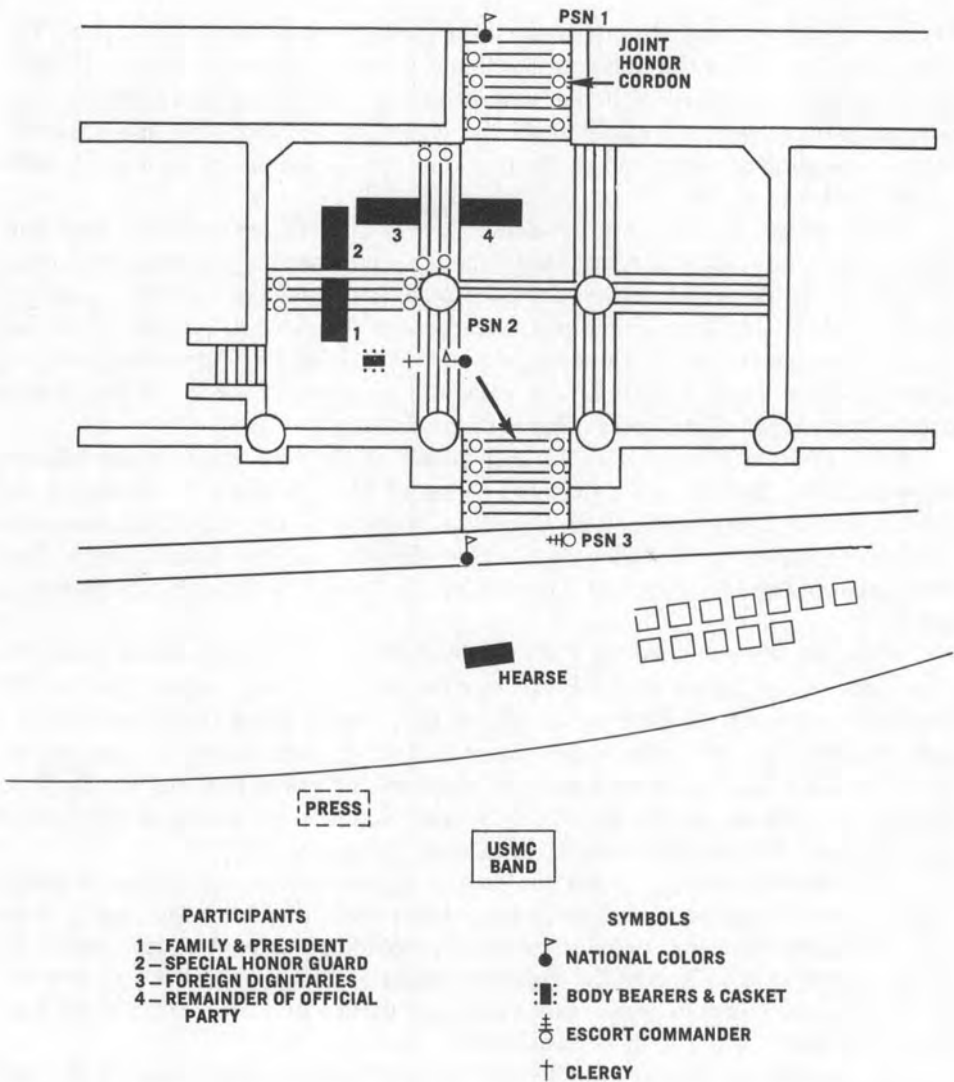 PSN 1
JOINT
HONOR
CORDON
3
4
2
PSN 2
1
PSN 3
HEARSE
PRESS
USMC
BAND
PARTICIPANTS
1 – FAMILY & PRESIDENT
2 – SPECIAL HONOR GUARD
3 – FOREIGN DIGNITARIES
4 – REMAINDER OF OFFICIAL
PARTY
SYMBOLS
NATIONAL COLORS
BODY BEARERS & CASKET
ESCORT COMMANDER
CLERGY